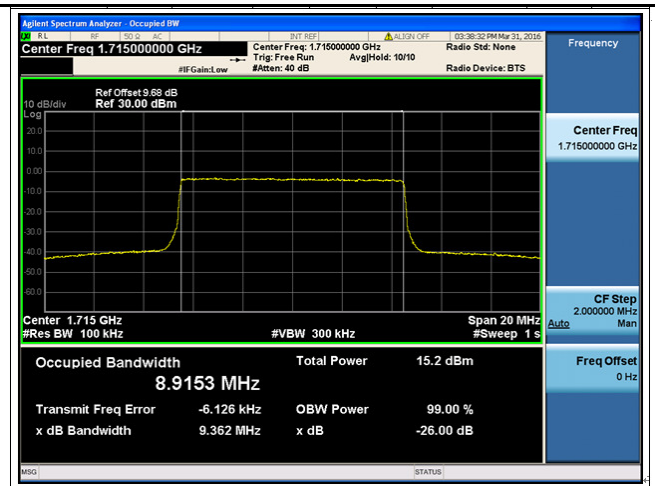 Agilent Spectrum Analyzer - Occupied BW
RL RF 50 Ω AC INT REF ALIGN OFF 03:38:32 PM Mar 31, 2016
Center Freq 1.715000000 GHz
Center Freq: 1.715000000 GHz
Radio Std: None
Trig: Free Run Avg|Hold: 10/10
#IFGain:Low
#Atten: 40 dB
Radio Device: BTS
Frequency
Ref Offset 9.68 dB
10 dB/div Ref 30.00 dBm
Log
20.0
10.0
0.00
-10.0
-20.0
-30.0
-40.0
-50.0
-60.0
Center 1.715 GHz Span 20 MHz
#Res BW 100 kHz #VBW 300 kHz #Sweep 1 s
Center Freq
1.715000000 GHz
CF Step
2.000000 MHz
Auto Man
Freq Offset
0 Hz
Occupied Bandwidth Total Power 15.2 dBm
8.9153 MHz
Transmit Freq Error -6.126 kHz OBW Power 99.00 %
x dB Bandwidth 9.362 MHz x dB -26.00 dB
MSG STATUS